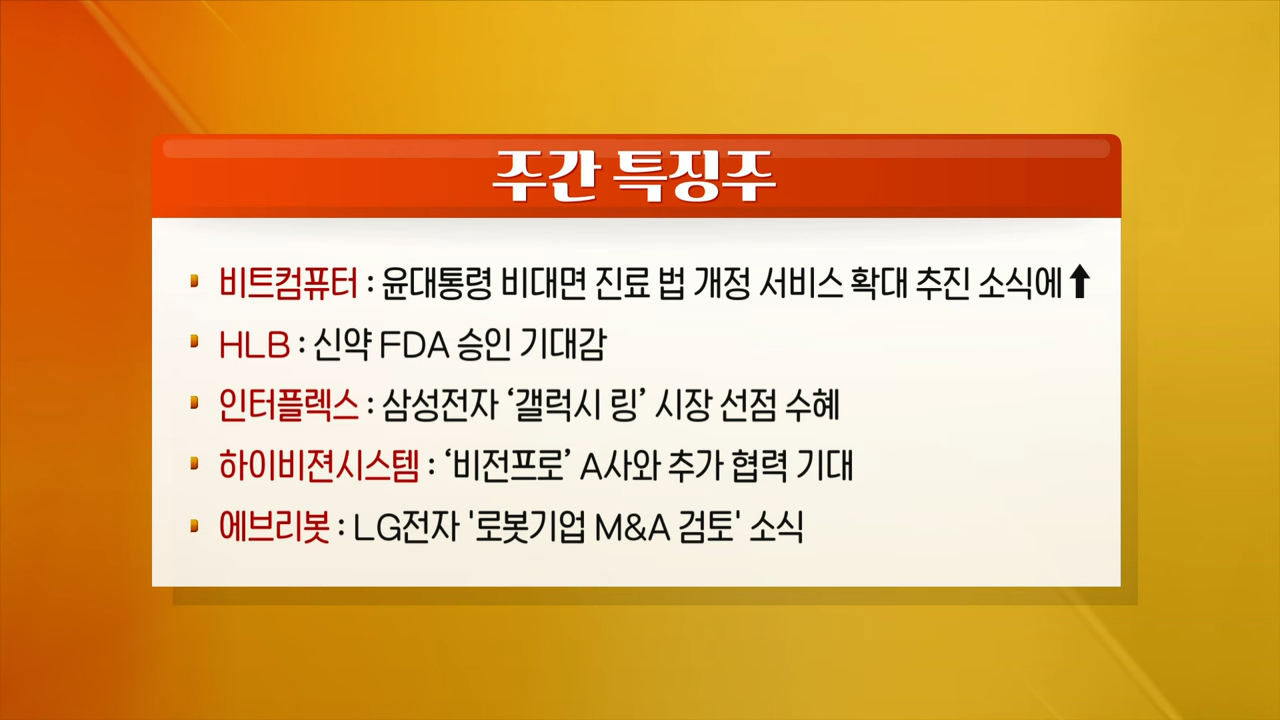 주간 특징주
비트컴퓨터 : 윤대통령 비대면 진료 법 개정 서비스 확대 추진 소식에⬆
HLB : 신약 FDA 승인 기대감
인터플렉스 : 삼성전자 ‘갤럭시 링’ 시장 선점 수혜
하이비젼시스템 : ‘비전프로’ A사와 추가 협력 기대
에브리봇 : LG전자 '로봇기업 M&A 검토' 소식